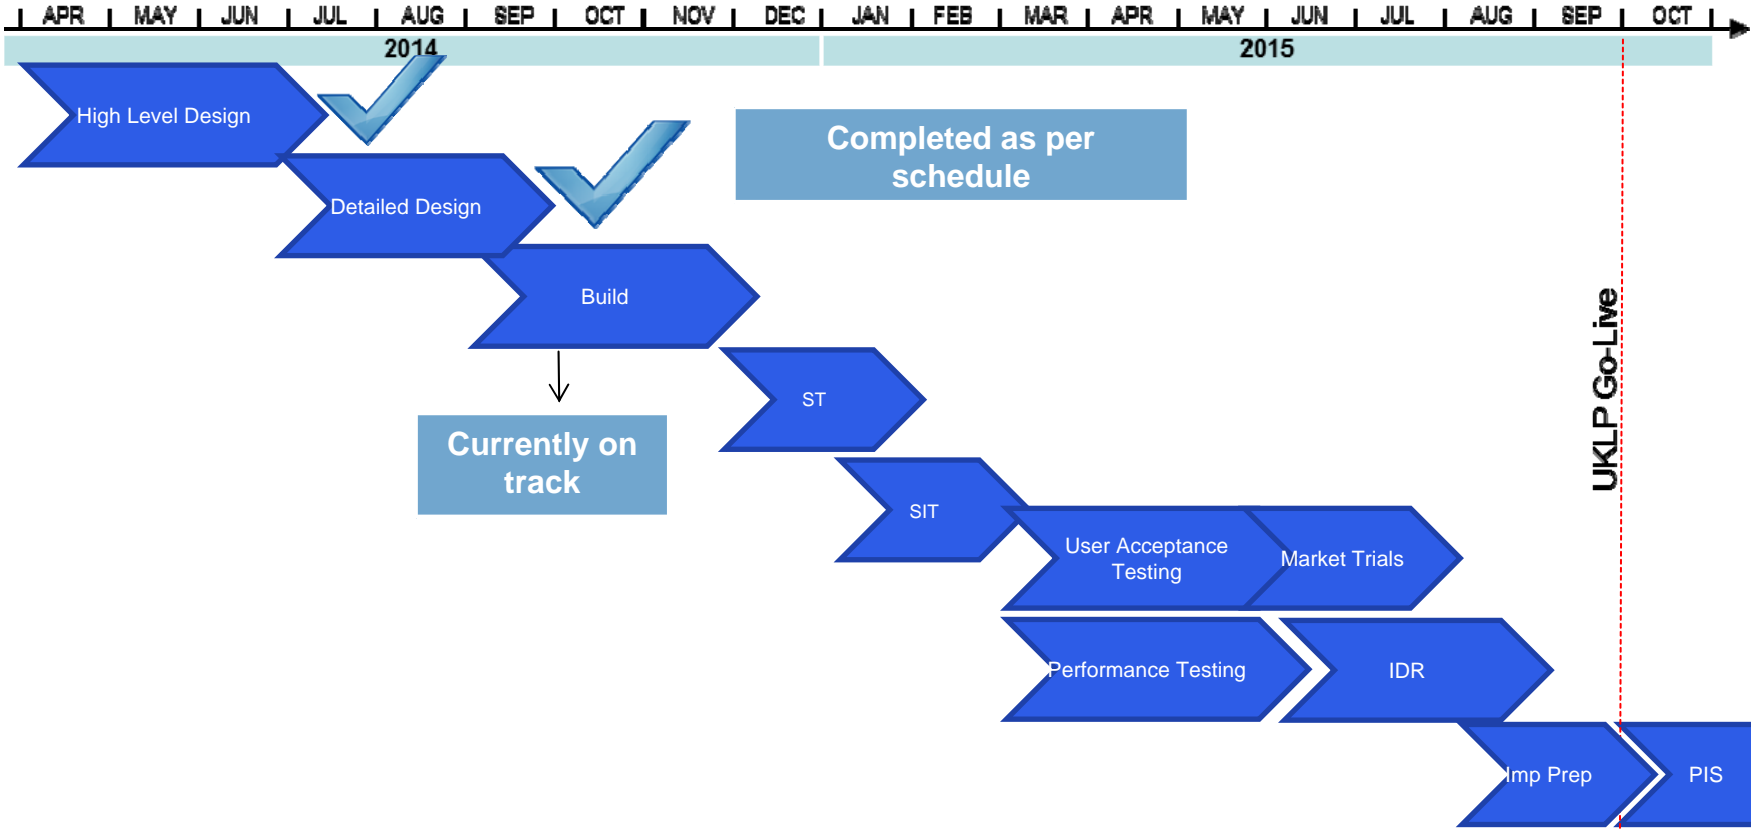 APR MAY JUN JUL AUG SEP OCT NOV DEC JAN FEB MAR APR MAY JUN JUL AUG SEP OCT
2014 2015
High Level Design
Completed as per
schedule
Detailed Design
Build
UKLP Go-Live
ST
Currently on
track
SIT
User Acceptance
Testing
Market Trials
Performance Testing
IDR
Imp Prep
PIS